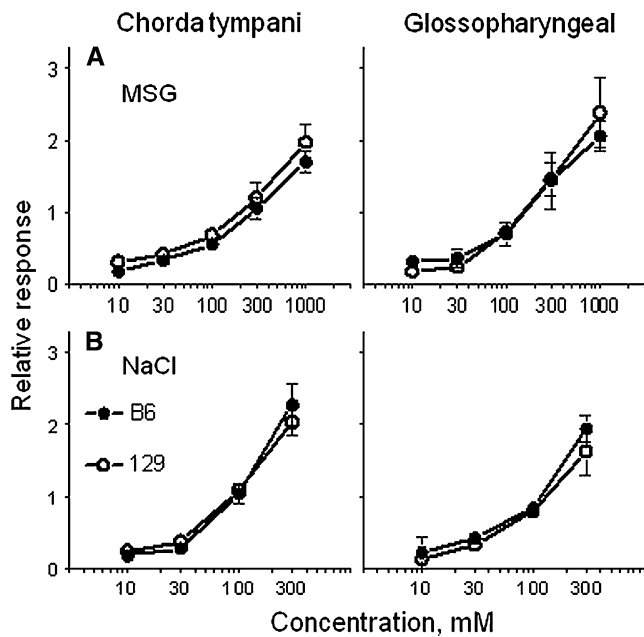 Chorda tympani Glossopharyngeal
A
MSG
3
2
1
0
10 30 100 300 1000 10 30 100 300 1000
Relative response
B
NaCl
B6
129
3
2
1
0
10 30 100 300 10 30 100 300
Concentration, mM